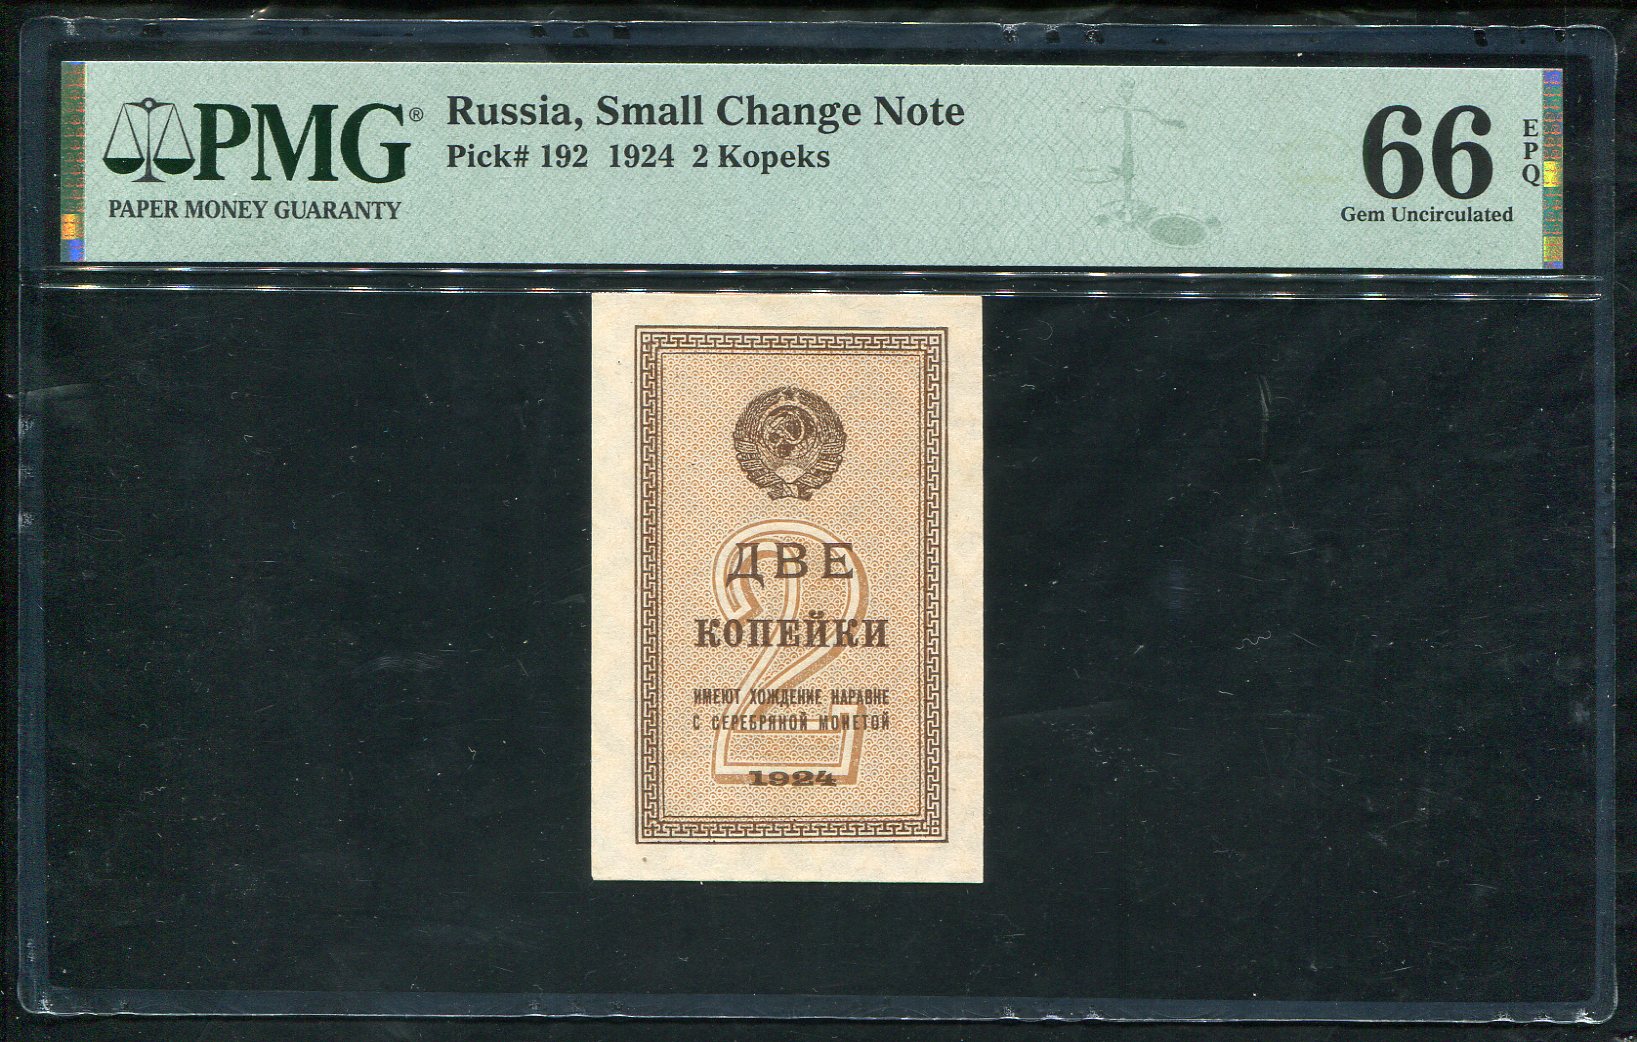 PMG®
PAPER MONEY GUARANTY
Russia, Small Change Note
Pick# 192 1924 2 Kopeks
66
EPQ
Gem Uncirculated
2
ДВЕ
КОПЕЙКИ
ИМЕЮТ ХОЖДЕНИЕ НАРАВНЕ
С СЕРЕБРЯНОЙ МОНЕТОЙ
1924